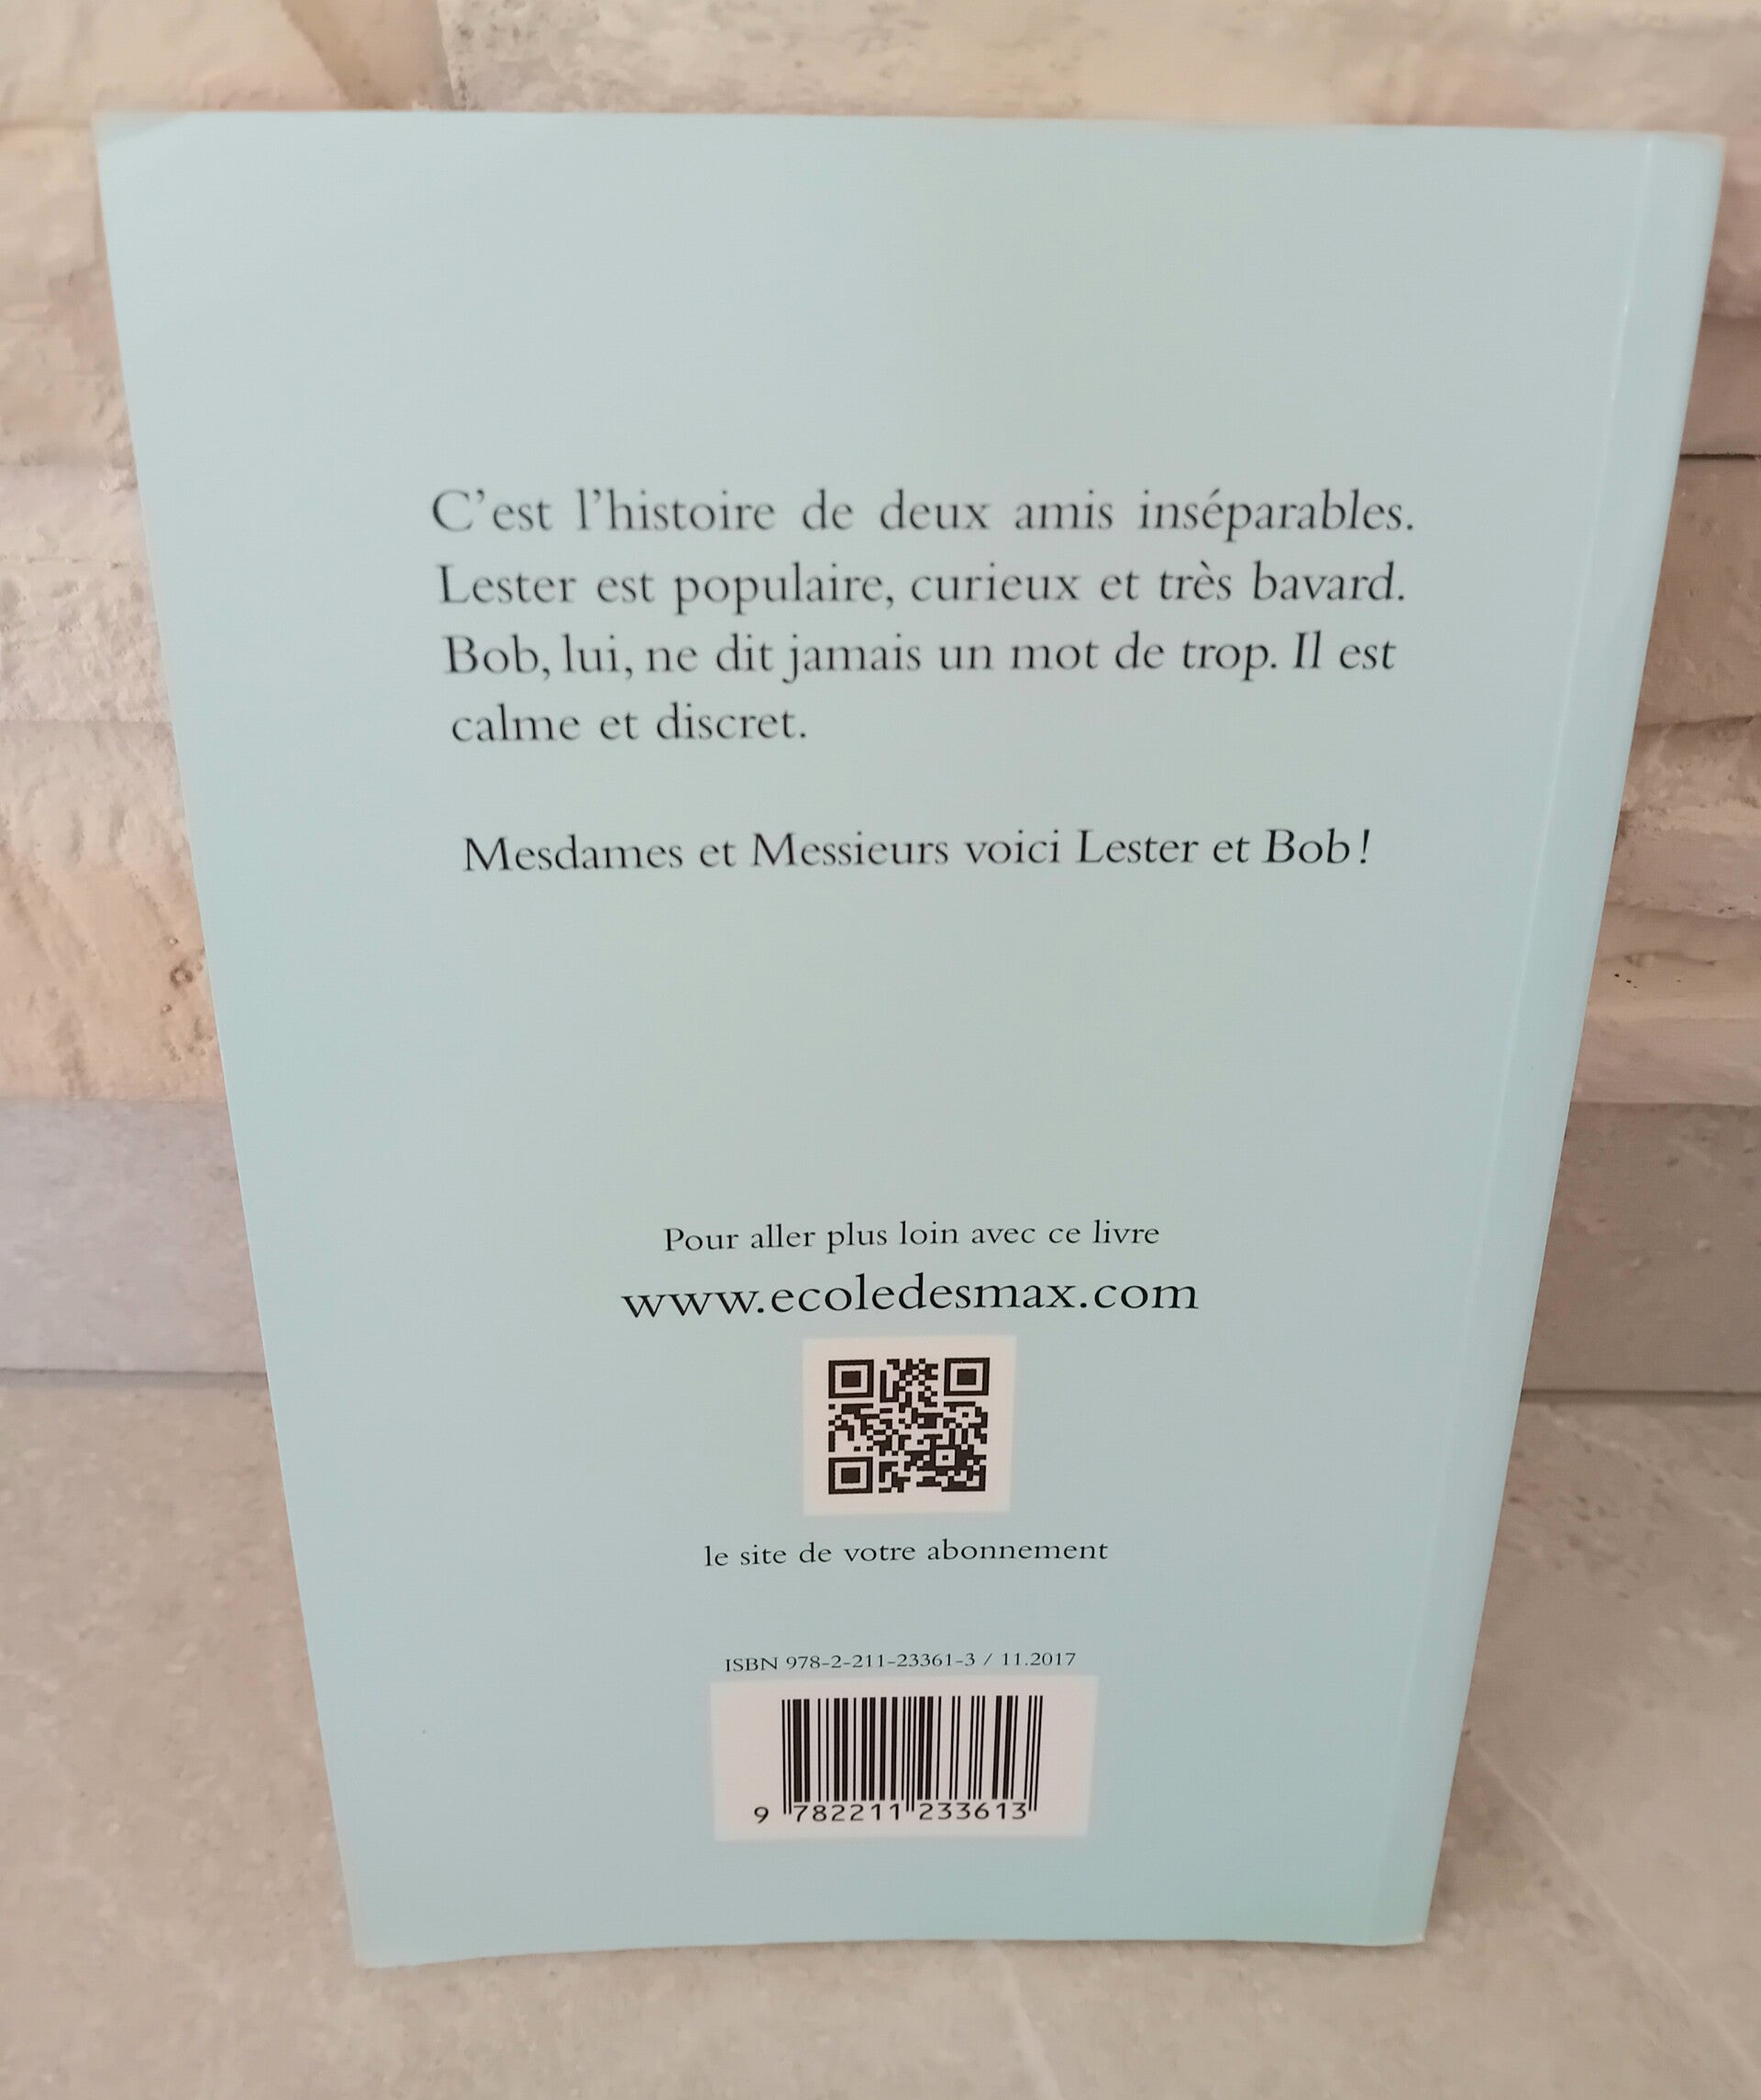 C'est l'histoire de deux amis inséparables.
Lester est populaire, curieux et très bavard.
Bob, lui, ne dit jamais un mot de trop. Il est
calme et discret.
Mesdames et Messieurs voici Lester et Bob !
Pour aller plus loin avec ce livre
www.ecoledesmax.com
le site de votre abonnement
ISBN 978-2-211-23361-3 / 11.2017
9 782211 233613